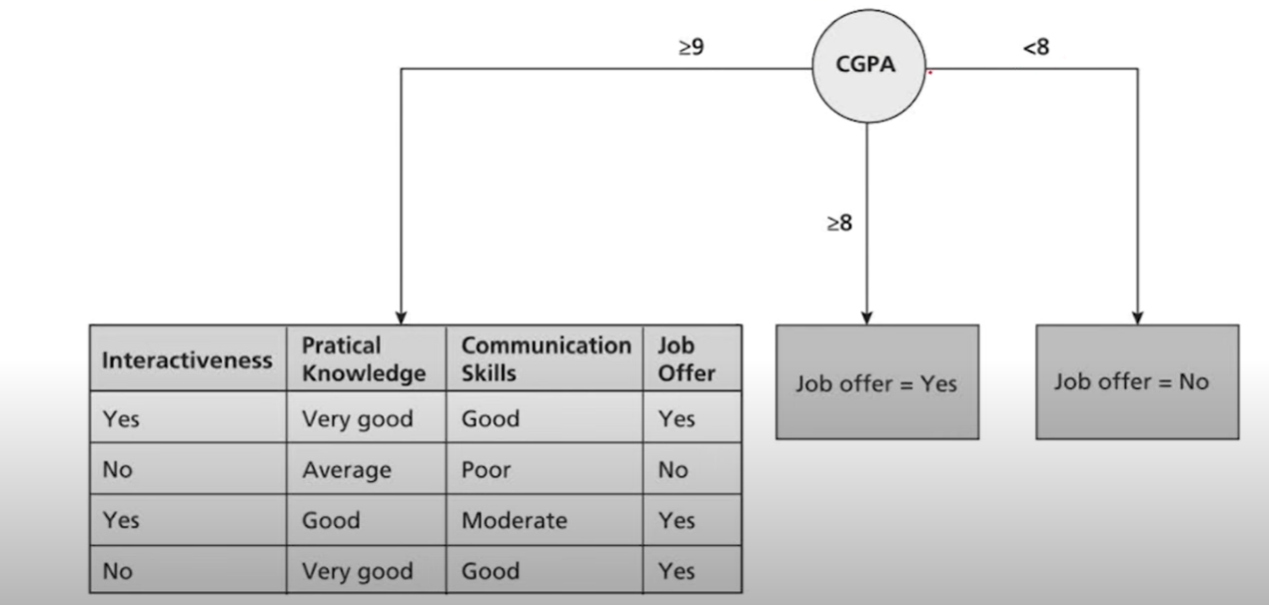 ≥9
CGPA
<8
≥8
Interactiveness
Pratical
Knowledge
Communication
Skills
Job
Offer
Yes Very good Good Yes
No Average Poor No
Yes Good Moderate Yes
No Very good Good Yes
Job offer = Yes
Job offer = No